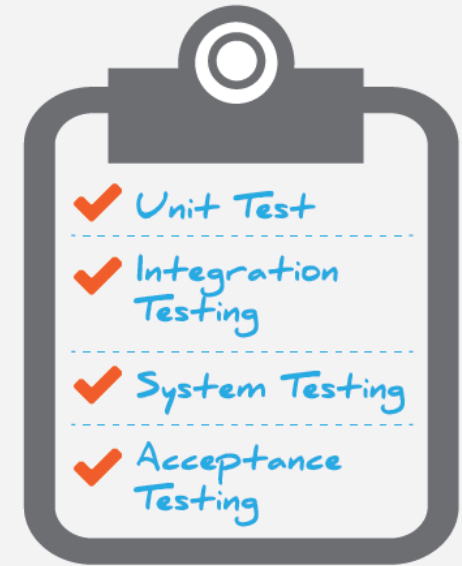 Unit Test
Integration
Testing
System Testing
Acceptance
Testing